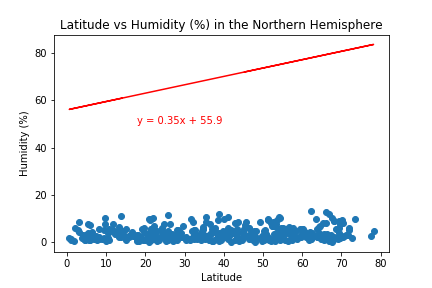 Latitude vs Humidity (%) in the Northern Hemisphere
80
60
40
20
0
Humidity (%)
y = 0.35x + 55.9
0 10 20 30 40 50 60 70 80
Latitude